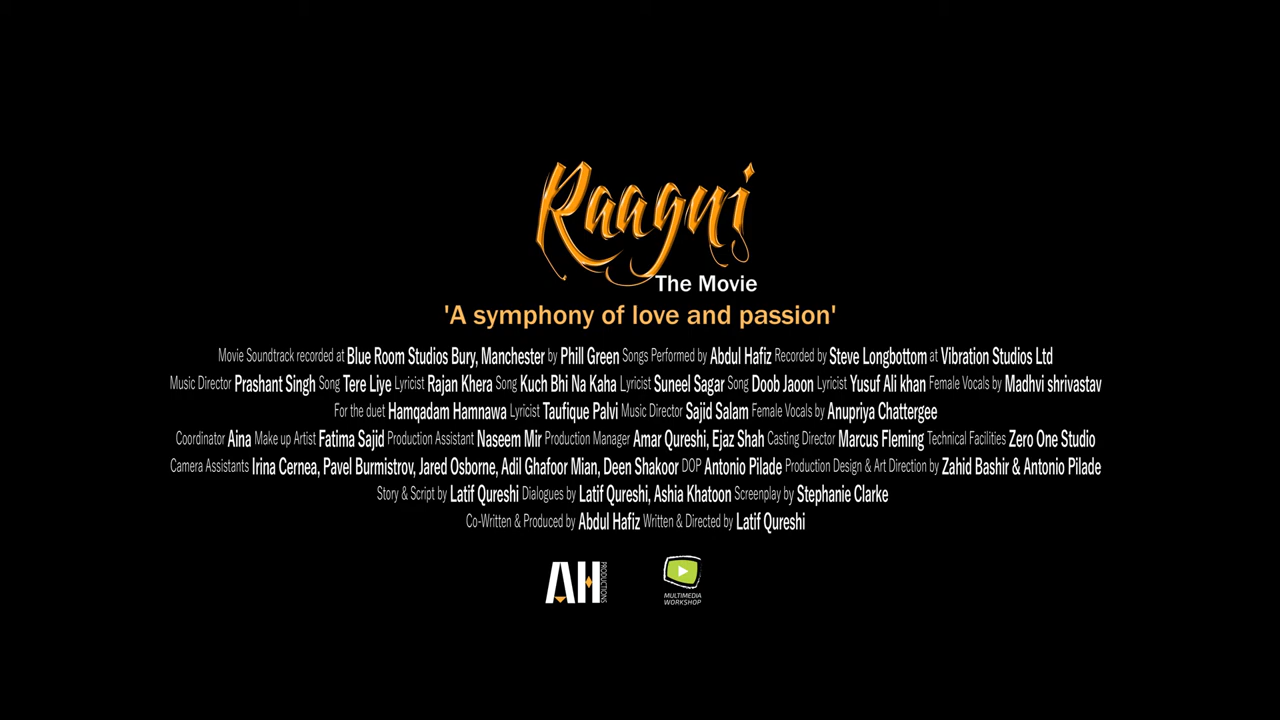 Raagni
The Movie
'A symphony of love and passion'
Movie Soundtrack recorded at Blue Room Studios Bury, Manchester by Phill Green Songs Performed by Abdul Hafiz Recorded by Steve Longbottom at Vibration Studios Ltd
Music Director Prashant Singh Song Tere Liye Lyricist Rajan Khera Song Kuch Bhi Na Kaha Lyricist Suneel Sagar Song Doob Jaoon Lyricist Yusuf Ali khan Female Vocals by Madhvi shrivastav
For the duet Hamqadam Hamnawa Lyricist Taufique Palvi Music Director Sajid Salam Female Vocals by Anupriya Chattergee
Coordinator Aina Make up Artist Fatima Sajid Production Assistant Naseem Mir Production Manager Amar Qureshi, Ejaz Shah Casting Director Marcus Fleming Technical Facilities Zero One Studio
Camera Assistants Irina Cernea, Pavel Burmistrov, Jared Osborne, Adil Ghafoor Mian, Deen Shakoor DOP Antonio Pilade Production Design & Art Direction by Zahid Bashir & Antonio Pilade
Story & Script by Latif Qureshi Dialogues by Latif Qureshi, Ashia Khatoon Screenplay by Stephanie Clarke
Co-Written & Produced by Abdul Hafiz Written & Directed by Latif Qureshi
AH PRODUCTIONS
MULTIMEDIA
WORKSHOP